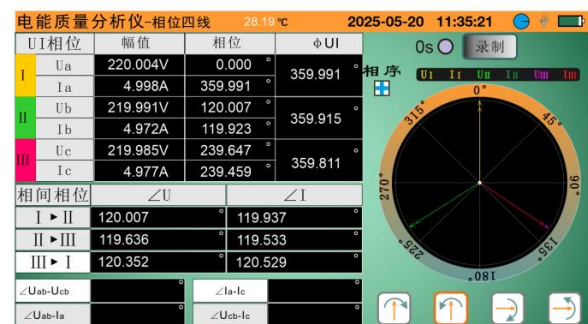 电能质量分析仪-相位四线 28.19 ℃ 2025-05-20 11:35:21
UI相位 幅值 相位 ΦUI
I Ua 220.004V 0.000 ° 359.991 °
Ia 4.998A 359.991 °
II Ub 219.991V 120.007 ° 359.915 °
Ib 4.972A 119.923 °
III Uc 219.985V 239.647 ° 359.811 °
Ic 4.977A 239.459 °
相间相位 ∠U ∠I
I ►II 120.007 ° 119.937 °
II ►III 119.636 ° 119.533 °
III► I 120.352 ° 120.529 °
∠Uab-Ucb ° ∠Ia-Ic °
∠Uab-Ia ° ∠Ucb-Ic °
0s 录制
相序 UI II UII III UIII IIII
0°
45°
90°
135°
180°
225°
270°
315°